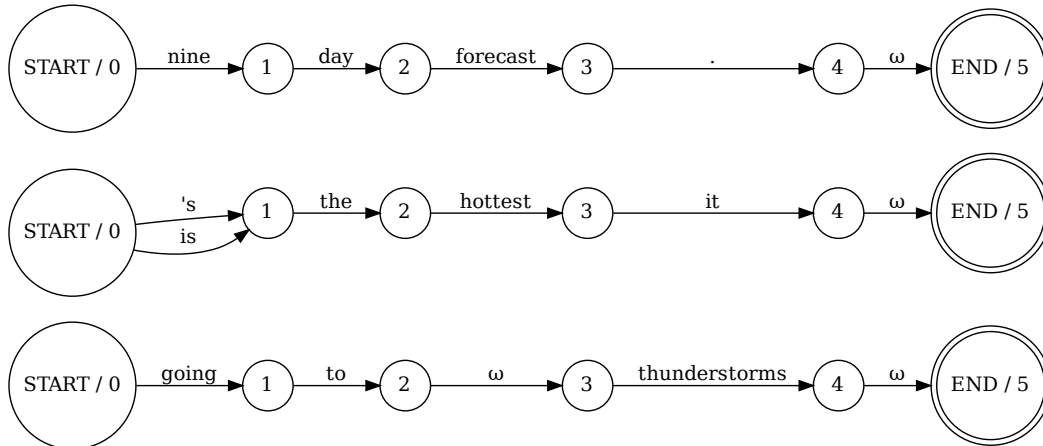 nine day forecast . ω
START / 0 1 2 3 4 END / 5
's the hottest it ω
is
START / 0 1 2 3 4 END / 5
going to ω thunderstorms ω
START / 0 1 2 3 4 END / 5